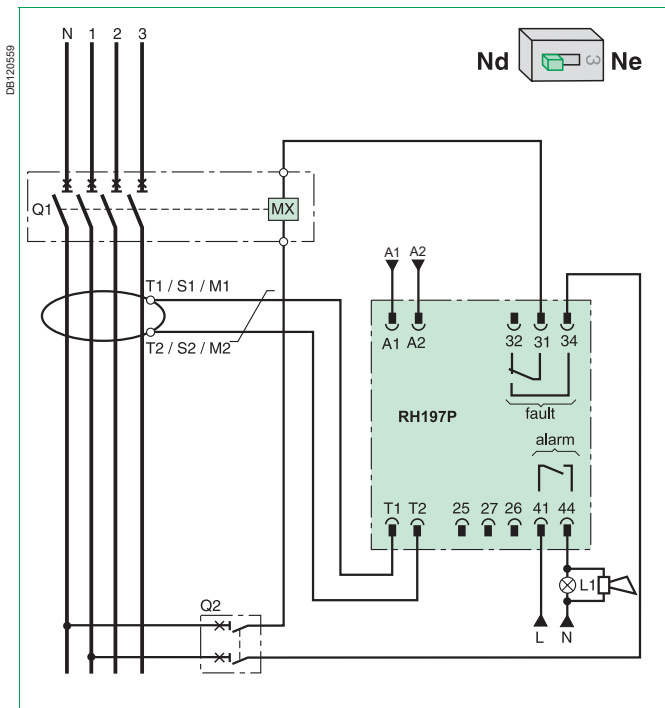 DB120559
N 1 2 3
Nd 3 Ne
Q1
MX
T1 / S1 / M1
T2 / S2 / M2
A1 A2
A1 A2
32 31 34
fault
RH197P
alarm
T1 T2 25 27 26 41 44
L1
L N
Q2